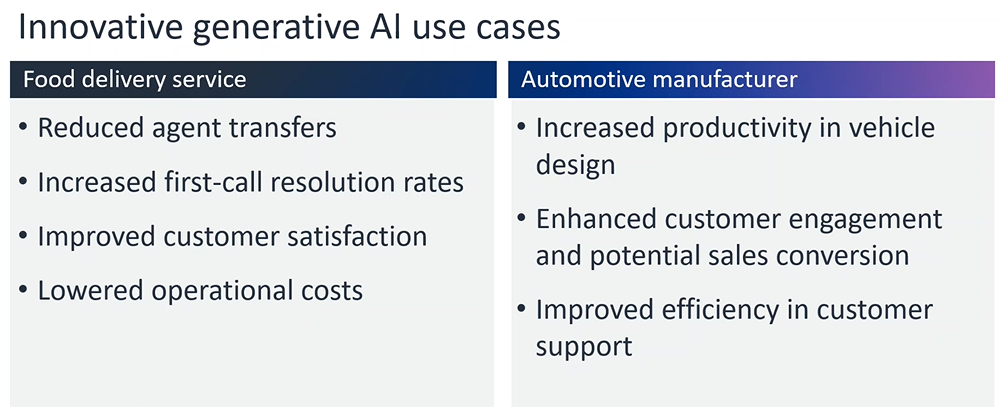 Innovative generative AI use cases
Food delivery service
• Reduced agent transfers
• Increased first-call resolution rates
• Improved customer satisfaction
• Lowered operational costs
Automotive manufacturer
• Increased productivity in vehicle
design
• Enhanced customer engagement
and potential sales conversion
• Improved efficiency in customer
support